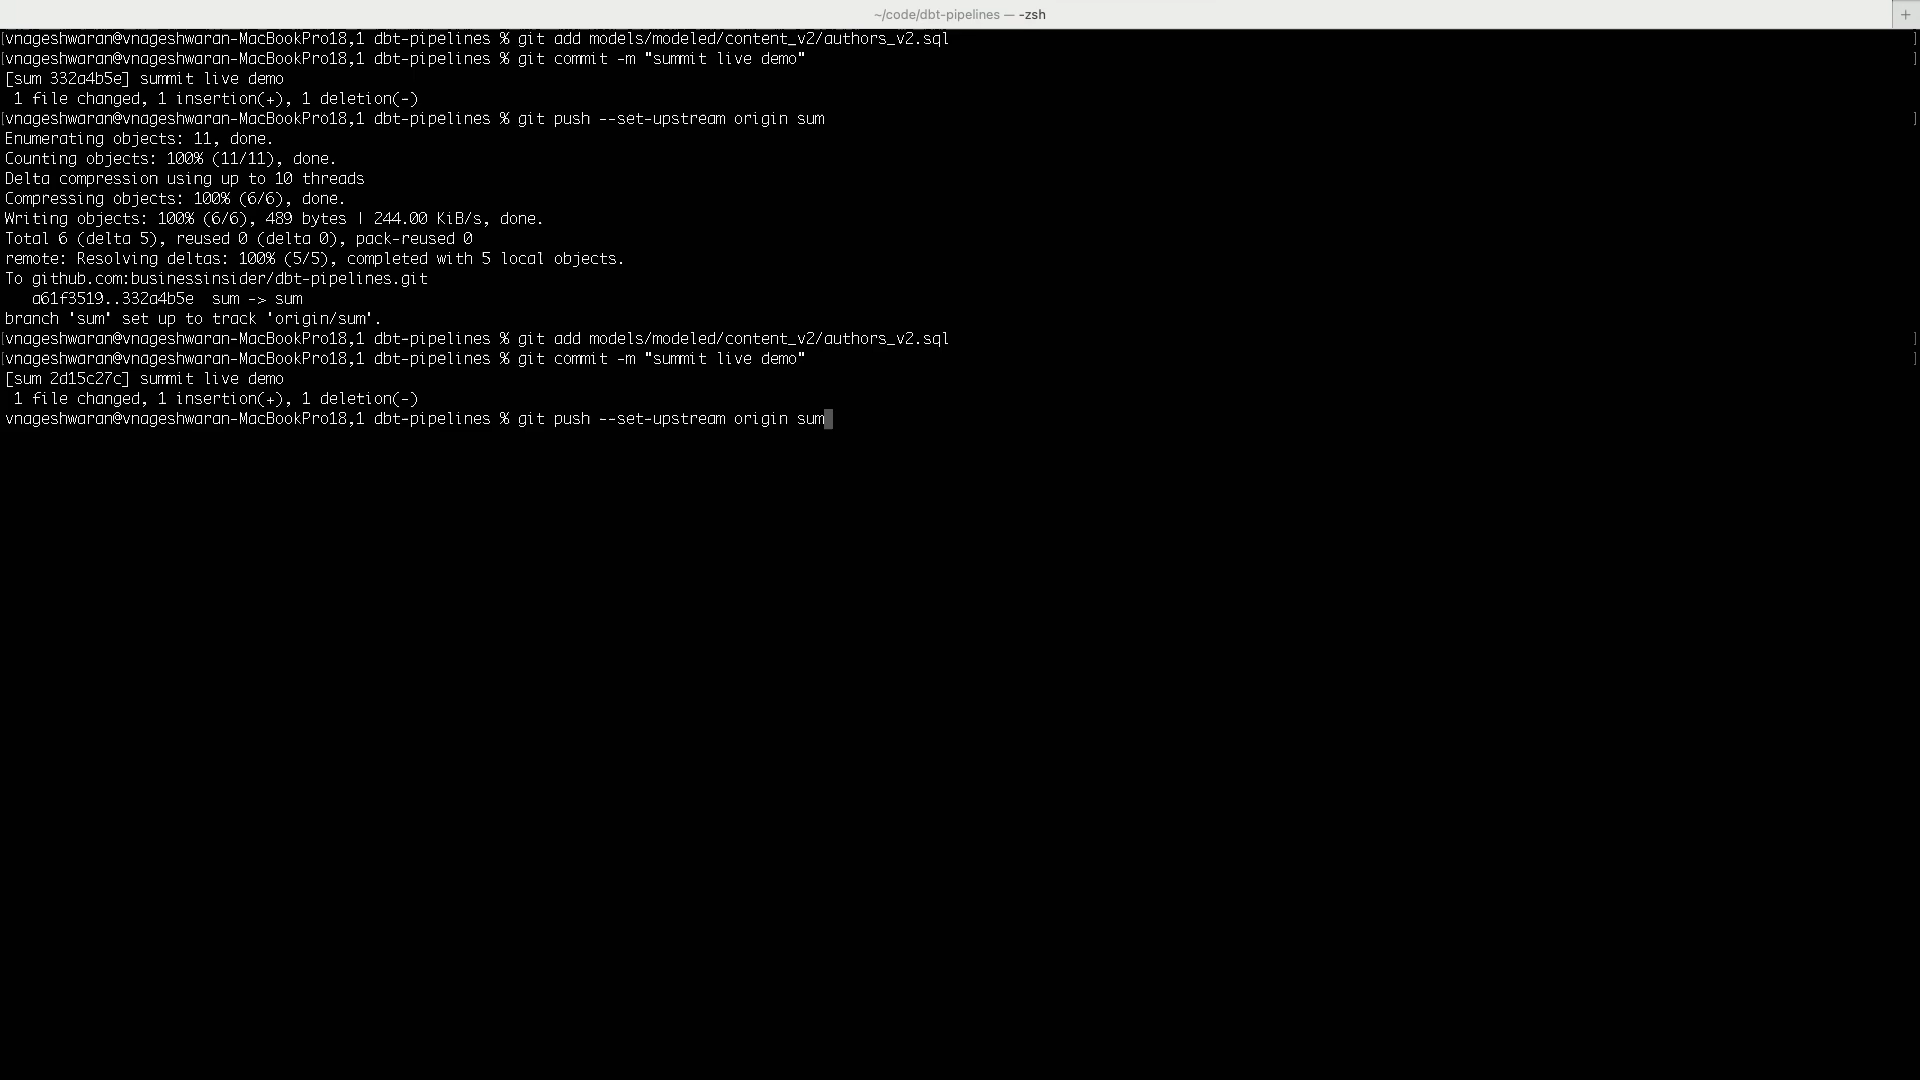 ~/code/dbt-pipelines — -zsh
[vnageshwaran@vnageshwaran-MacBookPro18,1 dbt-pipelines % git add models/modeled/content_v2/authors_v2.sql ]
[vnageshwaran@vnageshwaran-MacBookPro18,1 dbt-pipelines % git commit -m "summit live demo" ]
[sum 332a4b5e] summit live demo
 1 file changed, 1 insertion(+), 1 deletion(-)
[vnageshwaran@vnageshwaran-MacBookPro18,1 dbt-pipelines % git push --set-upstream origin sum ]
Enumerating objects: 11, done.
Counting objects: 100% (11/11), done.
Delta compression using up to 10 threads
Compressing objects: 100% (6/6), done.
Writing objects: 100% (6/6), 489 bytes | 244.00 KiB/s, done.
Total 6 (delta 5), reused 0 (delta 0), pack-reused 0
remote: Resolving deltas: 100% (5/5), completed with 5 local objects.
To github.com:businessinsider/dbt-pipelines.git
   a61f3519..332a4b5e  sum -> sum
branch 'sum' set up to track 'origin/sum'.
[vnageshwaran@vnageshwaran-MacBookPro18,1 dbt-pipelines % git add models/modeled/content_v2/authors_v2.sql ]
[vnageshwaran@vnageshwaran-MacBookPro18,1 dbt-pipelines % git commit -m "summit live demo" ]
[sum 2d15c27c] summit live demo
 1 file changed, 1 insertion(+), 1 deletion(-)
vnageshwaran@vnageshwaran-MacBookPro18,1 dbt-pipelines % git push --set-upstream origin sum